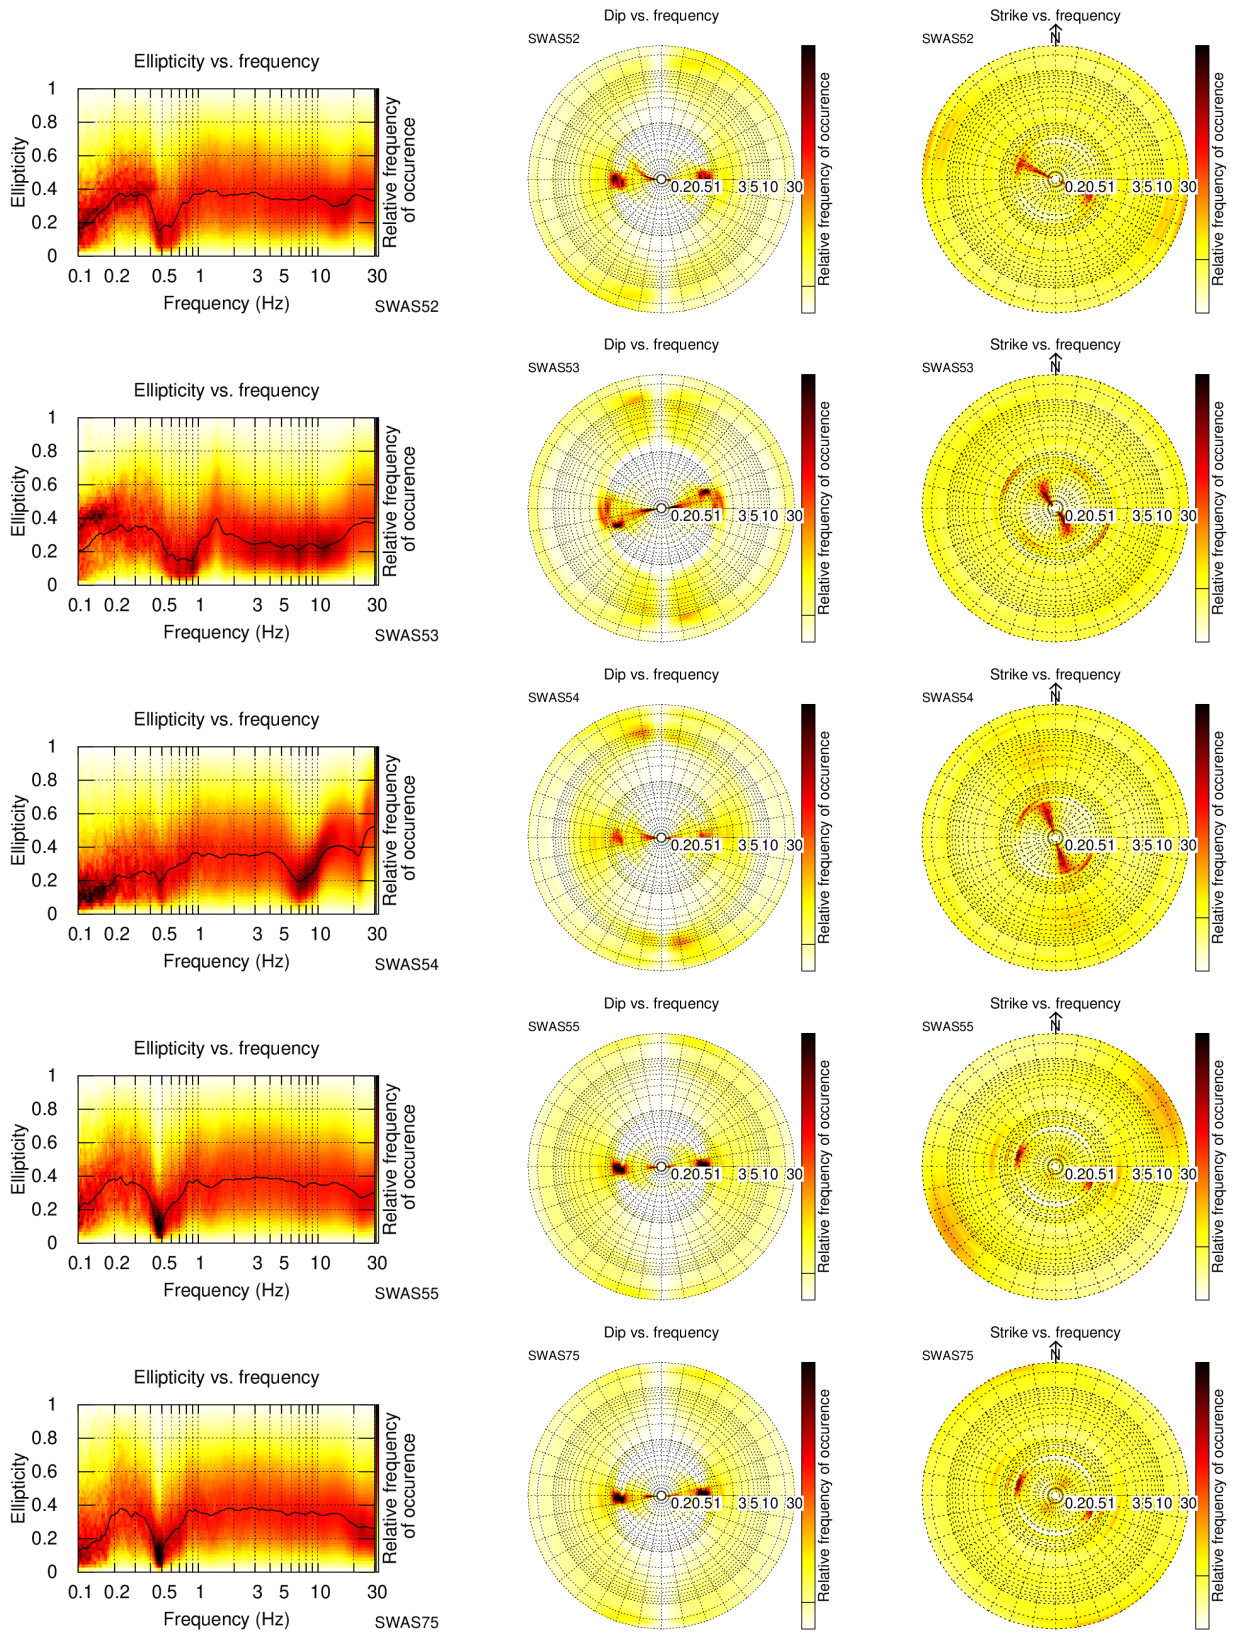 Dip vs. frequency
Strike vs. frequency
SWAS52
SWAS52
N
Ellipticity vs. frequency
1
0.8
0.6
0.4
0.2
0
Ellipticity
0.1 0.2 0.5 1 3 5 10 30
Frequency (Hz)
SWAS52
Relative frequency
of occurence
0.20.51 3 5 10 30
Relative frequency of occurence
0.20.51 3 5 10 30
Relative frequency of occurence
Dip vs. frequency
Strike vs. frequency
SWAS53
SWAS53
N
Ellipticity vs. frequency
1
0.8
0.6
0.4
0.2
0
Ellipticity
0.1 0.2 0.5 1 3 5 10 30
Frequency (Hz)
SWAS53
Relative frequency
of occurence
0.20.51 3 5 10 30
Relative frequency of occurence
0.20.51 3 5 10 30
Relative frequency of occurence
Dip vs. frequency
Strike vs. frequency
SWAS54
SWAS54
N
Ellipticity vs. frequency
1
0.8
0.6
0.4
0.2
0
Ellipticity
0.1 0.2 0.5 1 3 5 10 30
Frequency (Hz)
SWAS54
Relative frequency
of occurence
0.20.51 3 5 10 30
Relative frequency of occurence
0.20.51 3 5 10 30
Relative frequency of occurence
Dip vs. frequency
Strike vs. frequency
SWAS55
SWAS55
N
Ellipticity vs. frequency
1
0.8
0.6
0.4
0.2
0
Ellipticity
0.1 0.2 0.5 1 3 5 10 30
Frequency (Hz)
SWAS55
Relative frequency
of occurence
0.20.51 3 5 10 30
Relative frequency of occurence
0.20.51 3 5 10 30
Relative frequency of occurence
Dip vs. frequency
Strike vs. frequency
SWAS75
SWAS75
N
Ellipticity vs. frequency
1
0.8
0.6
0.4
0.2
0
Ellipticity
0.1 0.2 0.5 1 3 5 10 30
Frequency (Hz)
SWAS75
Relative frequency
of occurence
0.20.51 3 5 10 30
Relative frequency of occurence
0.20.51 3 5 10 30
Relative frequency of occurence